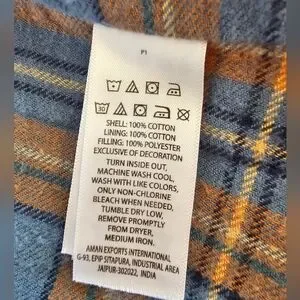 P1
30
SHELL: 100% COTTON
LINING: 100% COTTON
FILLING: 100% POLYESTER
EXCLUSIVE OF DECORATION
TURN INSIDE OUT,
MACHINE WASH COOL,
WASH WITH LIKE COLORS,
ONLY NON-CHLORINE
BLEACH WHEN NEEDED,
TUMBLE DRY LOW,
REMOVE PROMPTLY
FROM DRYER,
MEDIUM IRON.
AMAN EXPORTS INTERNATIONAL
G-93, EPIP SITAPURA, INDUSTRIAL AREA
JAIPUR-302022, INDIA